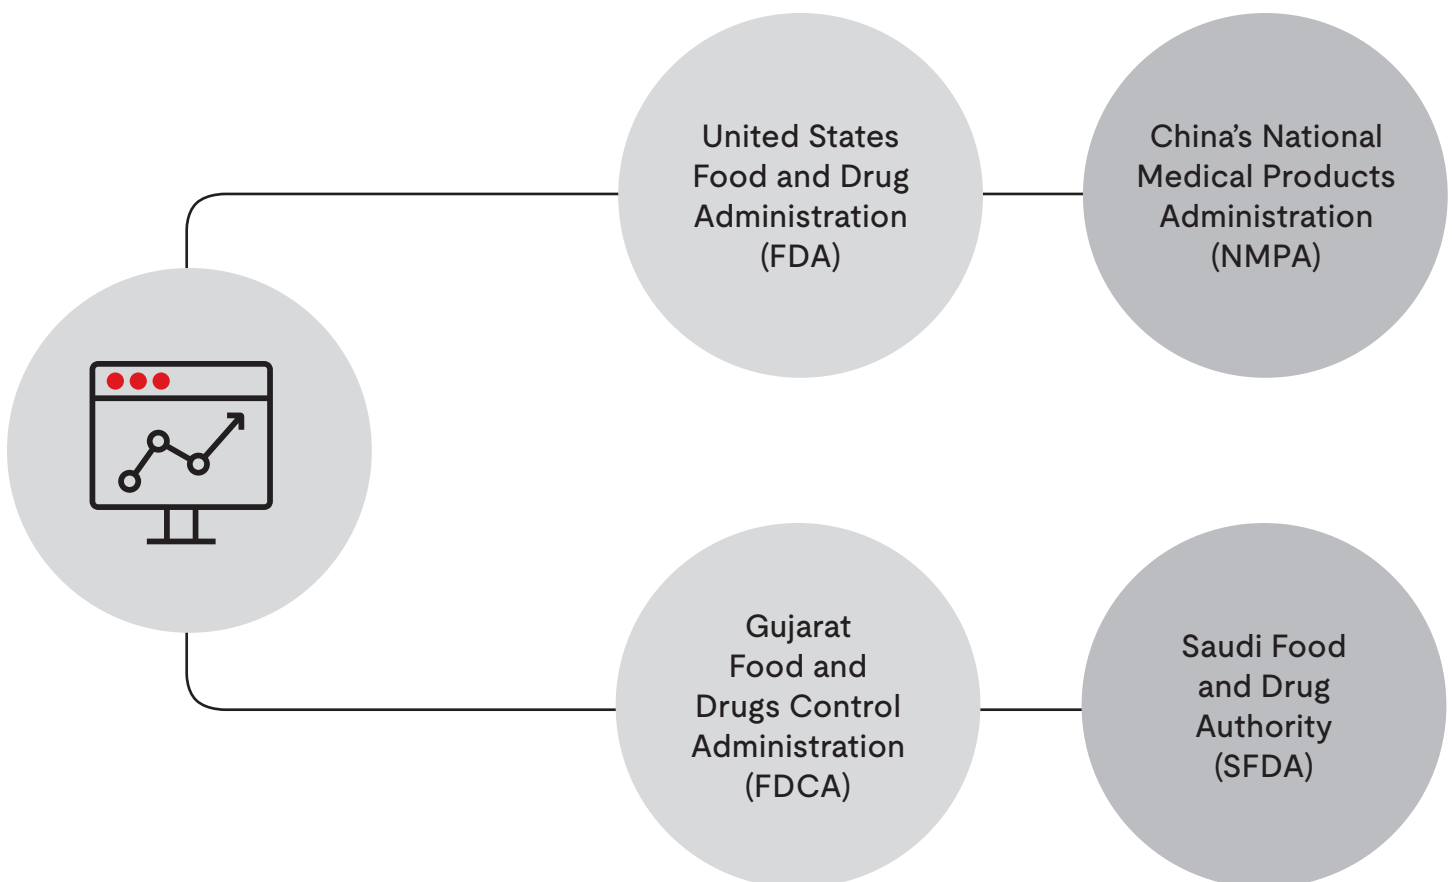 United States
Food and Drug
Administration
(FDA)
China’s National
Medical Products
Administration
(NMPA)
Gujarat
Food and
Drugs Control
Administration
(FDCA)
Saudi Food
and Drug
Authority
(SFDA)